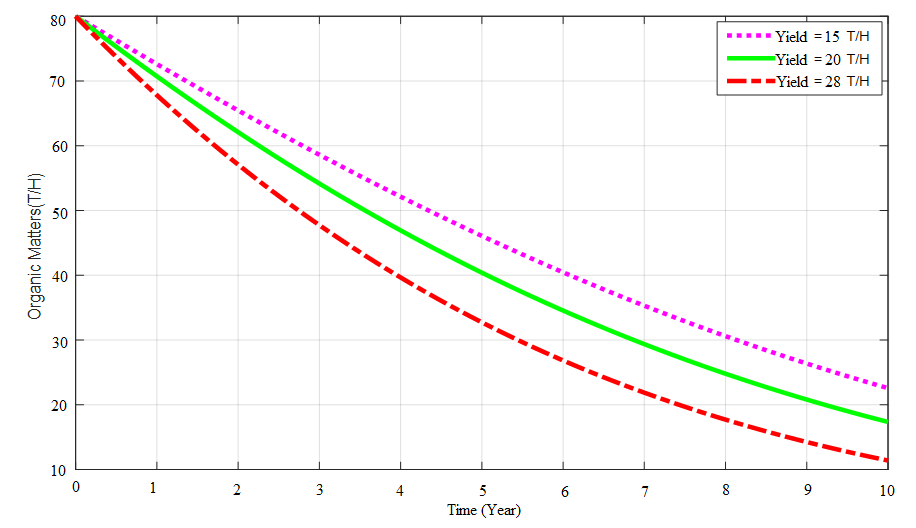 80
70
60
50
40
30
20
10
Organic Matters(T/H)
Yield = 15 T/H
Yield = 20 T/H
Yield = 28 T/H
0 1 2 3 4 5 6 7 8 9 10
Time (Year)